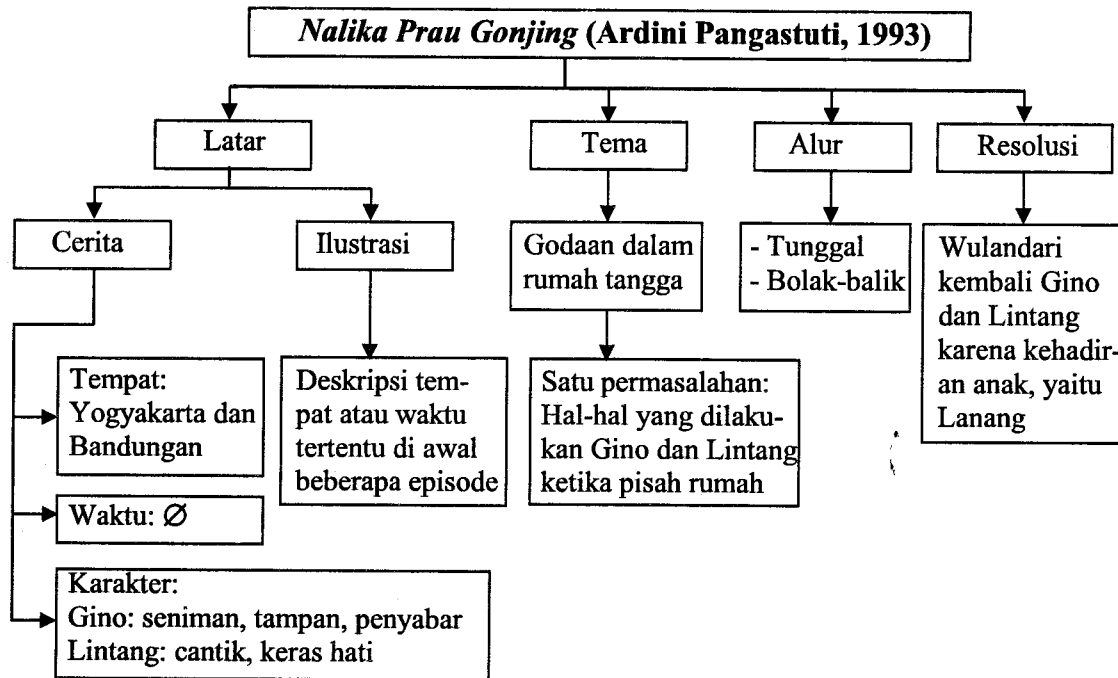 Nalika Prau Gonjing (Ardini Pangastuti, 1993)
Latar
Tema
Alur
Resolusi
Cerita
Ilustrasi
Godaan dalam
rumah tangga
- Tunggal
- Bolak-balik
Wulandari
kembali Gino
dan Lintang
karena kehadir-
an anak, yaitu
Lanang
Tempat:
Yogyakarta dan
Bandungan
Deskripsi tem-
pat atau waktu
tertentu di awal
beberapa episode
Satu permasalahan:
Hal-hal yang dilaku-
kan Gino dan Lintang
ketika pisah rumah
Waktu: Ø
Karakter:
Gino: seniman, tampan, penyabar
Lintang: cantik, keras hati